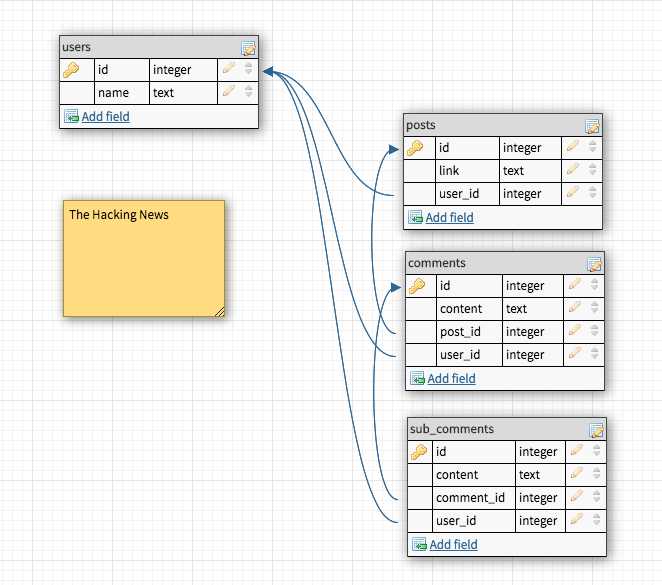 users
id integer
name text
Add field
The Hacking News
posts
id integer
link text
user_id integer
Add field
comments
id integer
content text
post_id integer
user_id integer
Add field
sub_comments
id integer
content text
comment_id integer
user_id integer
Add field